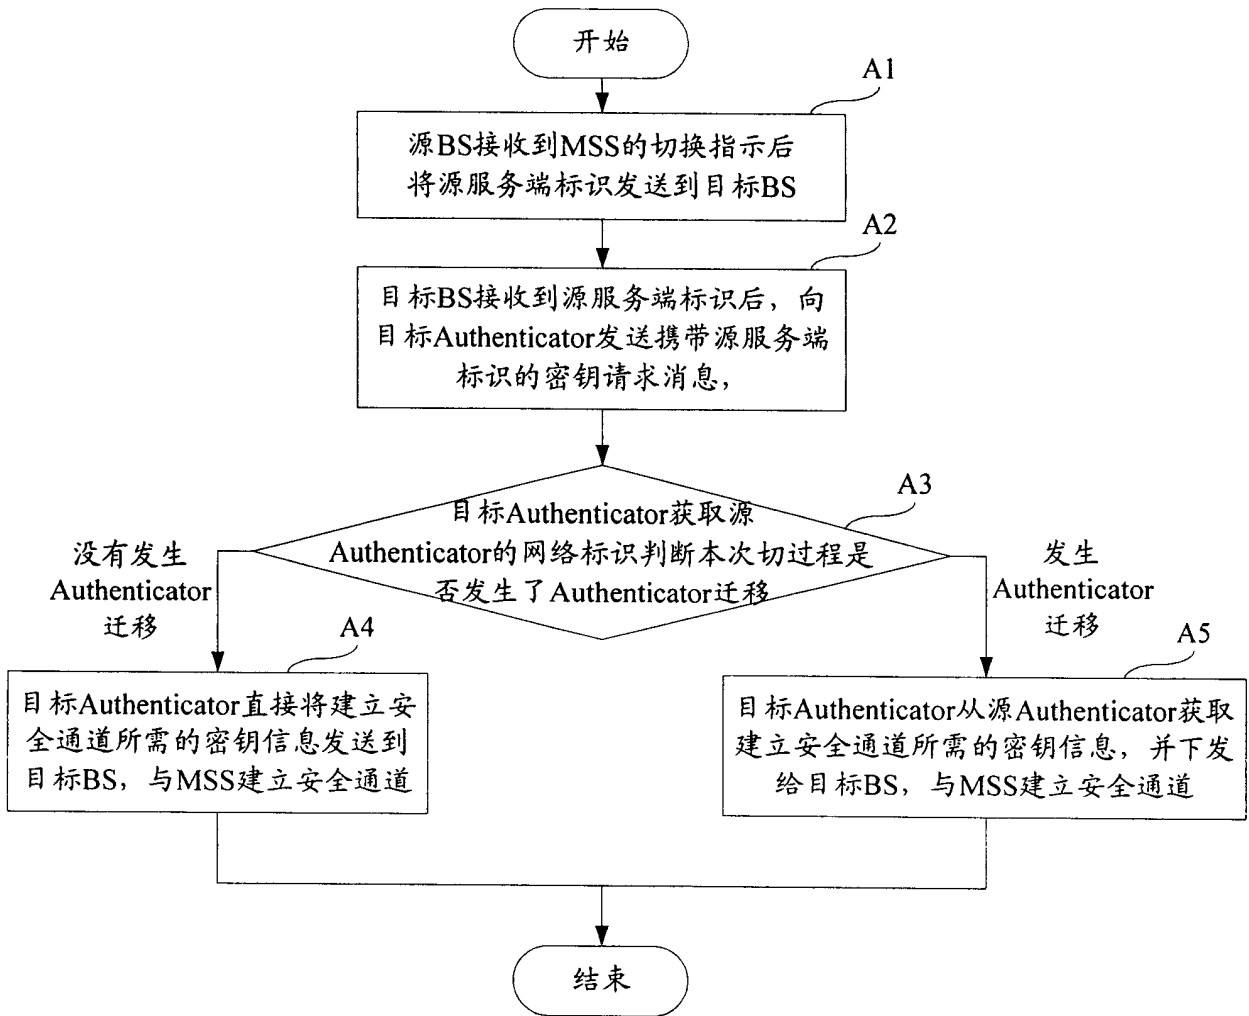 开始
A1
源BS接收到MSS的切换指示后
将源服务端标识发送到目标BS
A2
目标BS接收到源服务端标识后，向
目标Authenticator发送携带源服务端
标识的密钥请求消息，
A3
目标Authenticator获取源
Authenticator的网络标识判断本次切过程是
否发生了Authenticator迁移
没有发生
Authenticator
迁移
发生
Authenticator
迁移
A4
目标Authenticator直接将建立安
全通道所需的密钥信息发送到
目标BS，与MSS建立安全通道
A5
目标Authenticator从源Authenticator获取
建立安全通道所需的密钥信息，并下发
给目标BS，与MSS建立安全通道
结束